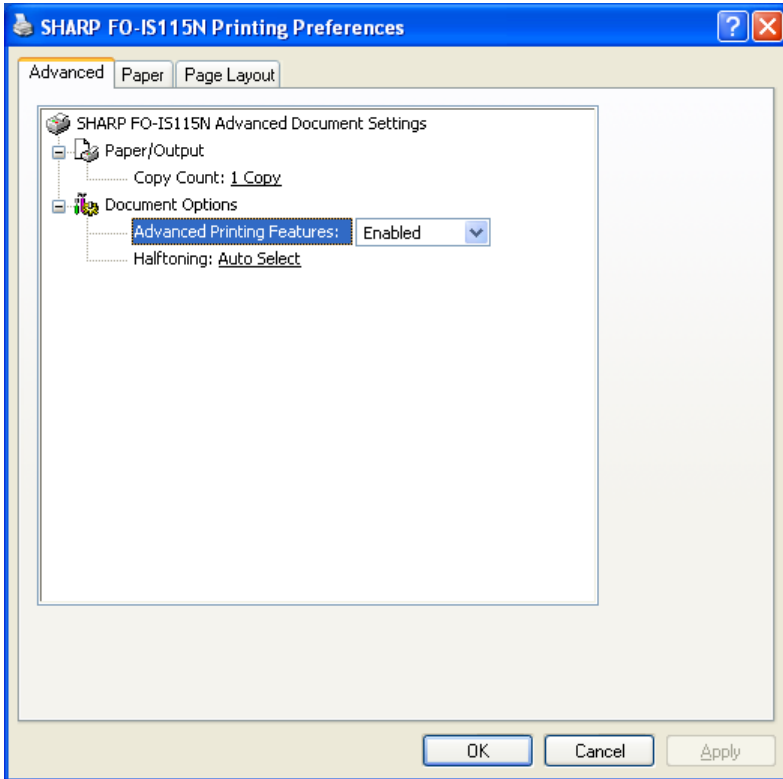 SHARP FO-IS115N Printing Preferences
Advanced Paper Page Layout
SHARP FO-IS115N Advanced Document Settings
Paper/Output
Copy Count: 1 Copy
Document Options
Advanced Printing Features: Enabled
Halftoning: Auto Select
OK Cancel Apply